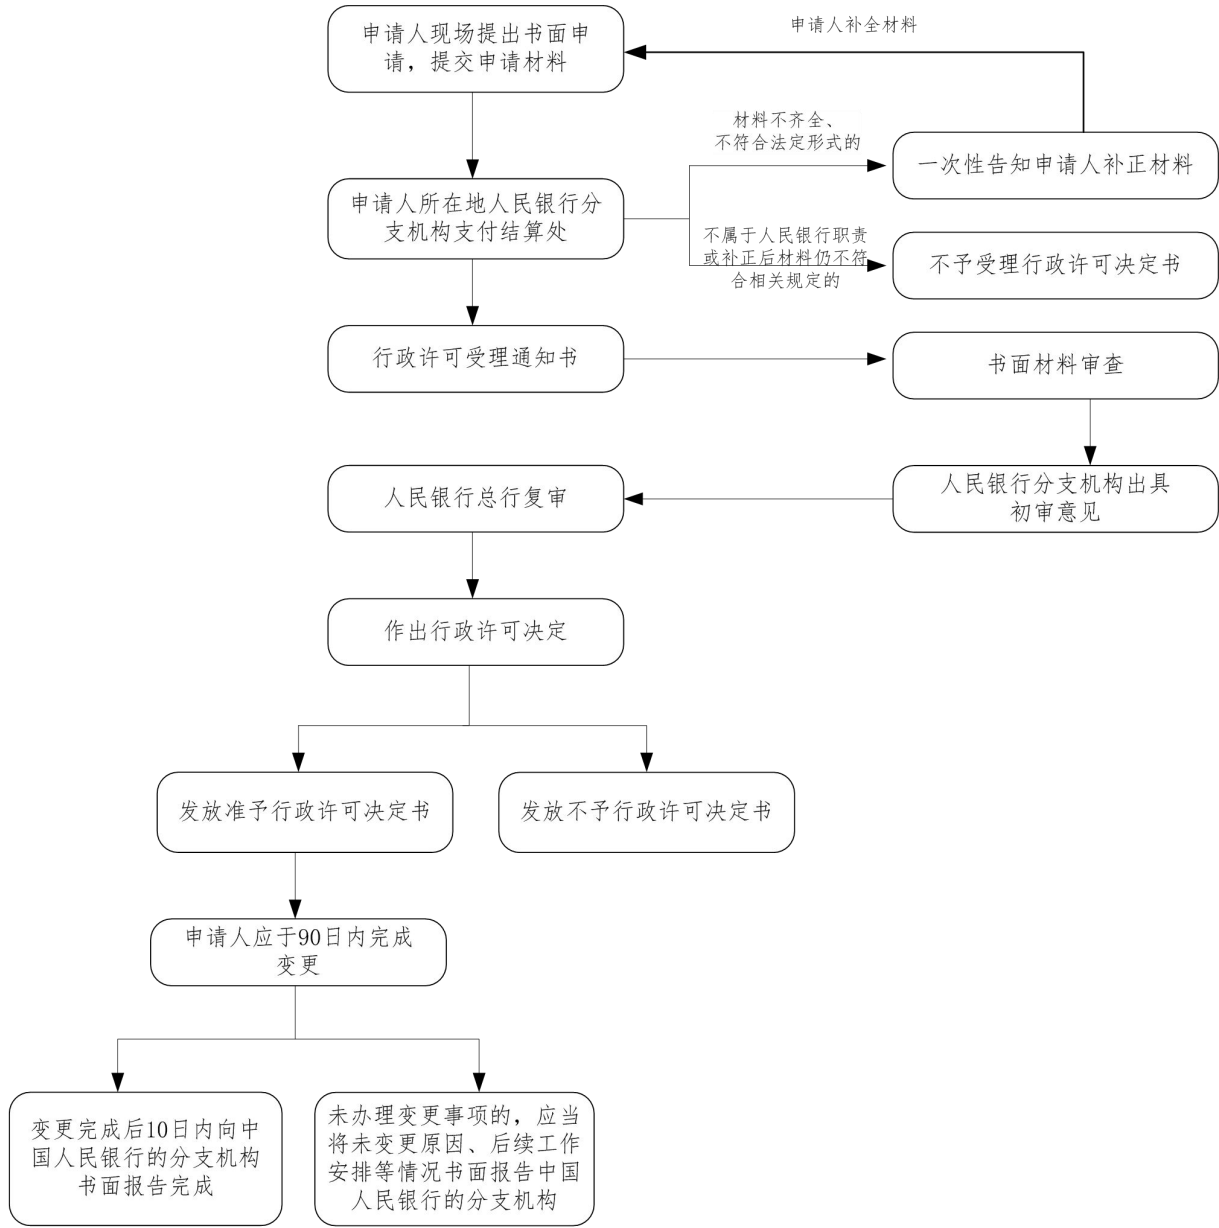 申请人现场提出书面申
请，提交申请材料
申请人补全材料
材料不齐全、
不符合法定形式的
一次性告知申请人补正材料
申请人所在地人民银行分
支机构支付结算处
不属于人民银行职责
或补正后材料仍不符
合相关规定的
不予受理行政许可决定书
行政许可受理通知书
书面材料审查
人民银行分支机构出具
初审意见
人民银行总行复审
作出行政许可决定
发放准予行政许可决定书
发放不予行政许可决定书
申请人应于90日内完成
变更
变更完成后10日内向中
国人民银行的分支机构
书面报告完成
未办理变更事项的，应当
将未变更原因、后续工作
安排等情况书面报告中国
人民银行的分支机构